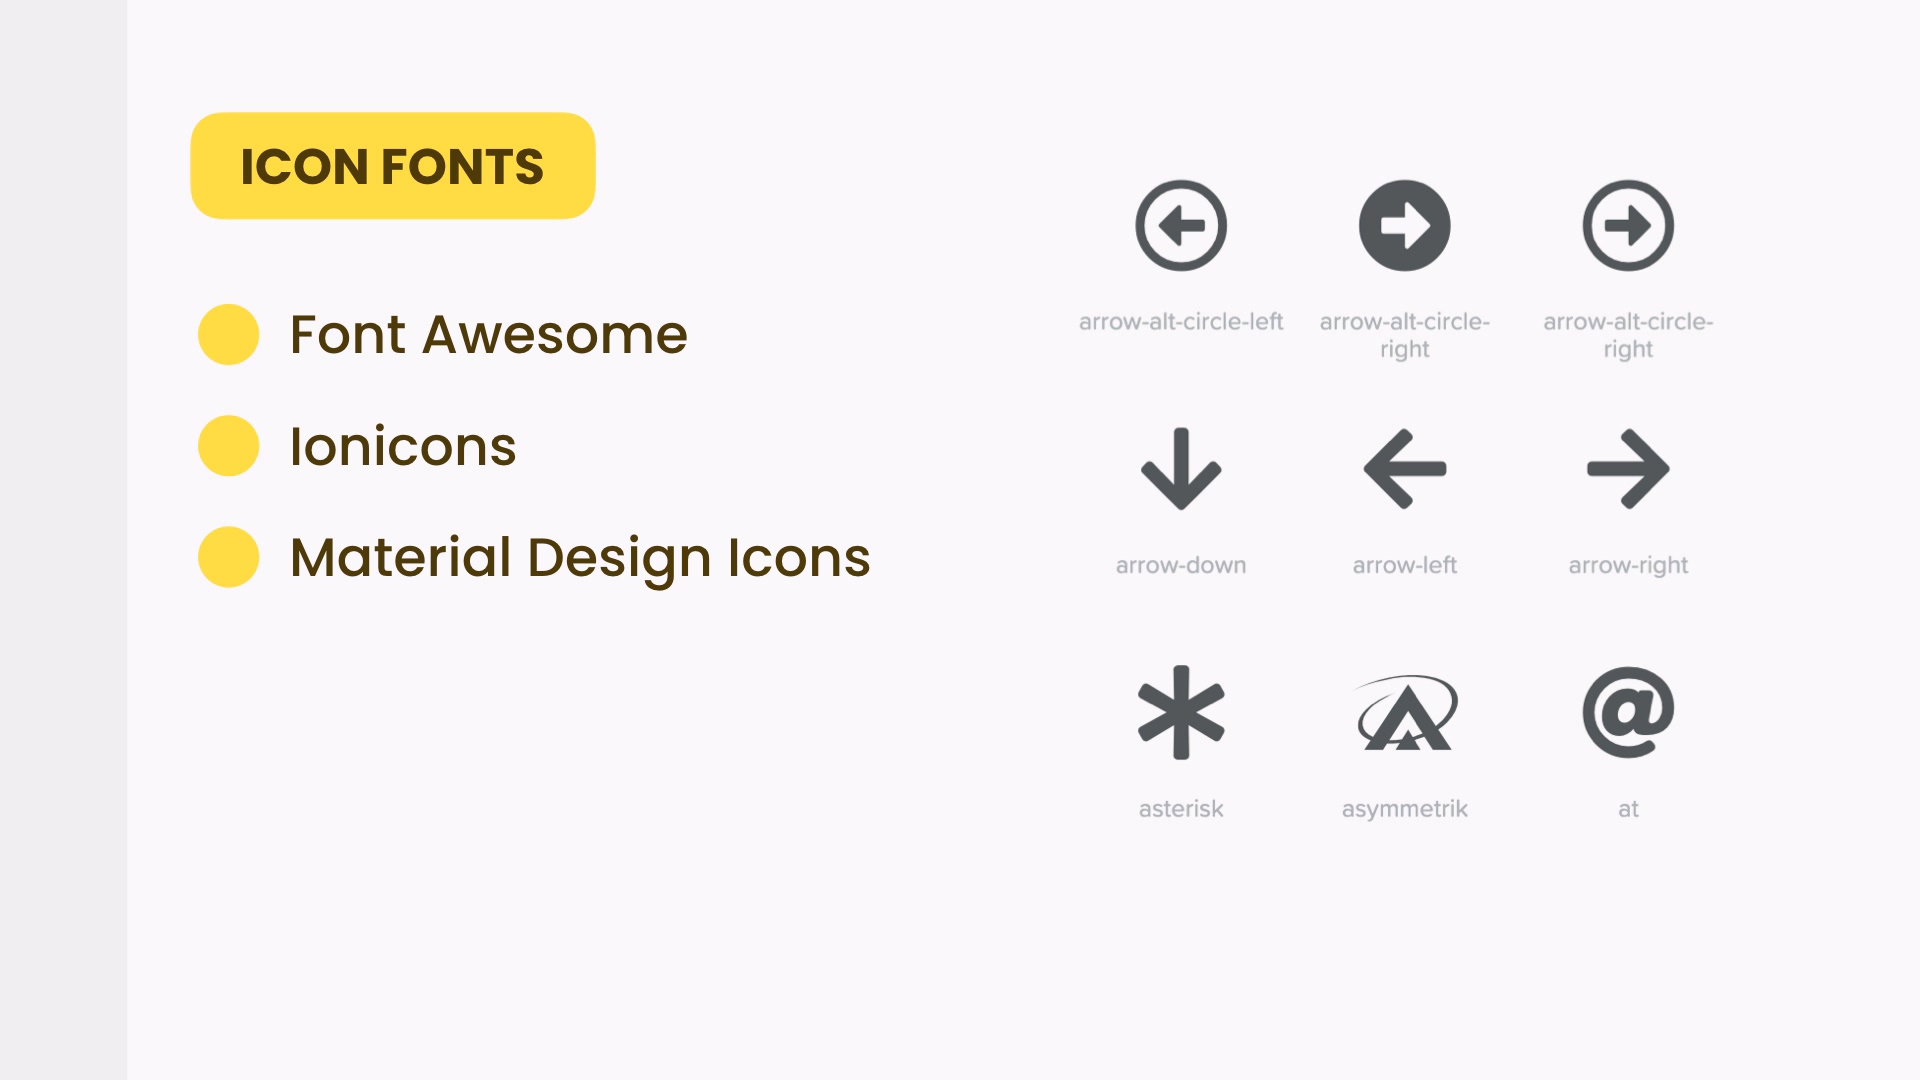 ICON FONTS
Font Awesome
Ionicons
Material Design Icons
arrow-alt-circle-left
arrow-alt-circle-
right
arrow-alt-circle-
right
arrow-down
arrow-left
arrow-right
asterisk
asymmetrik
at